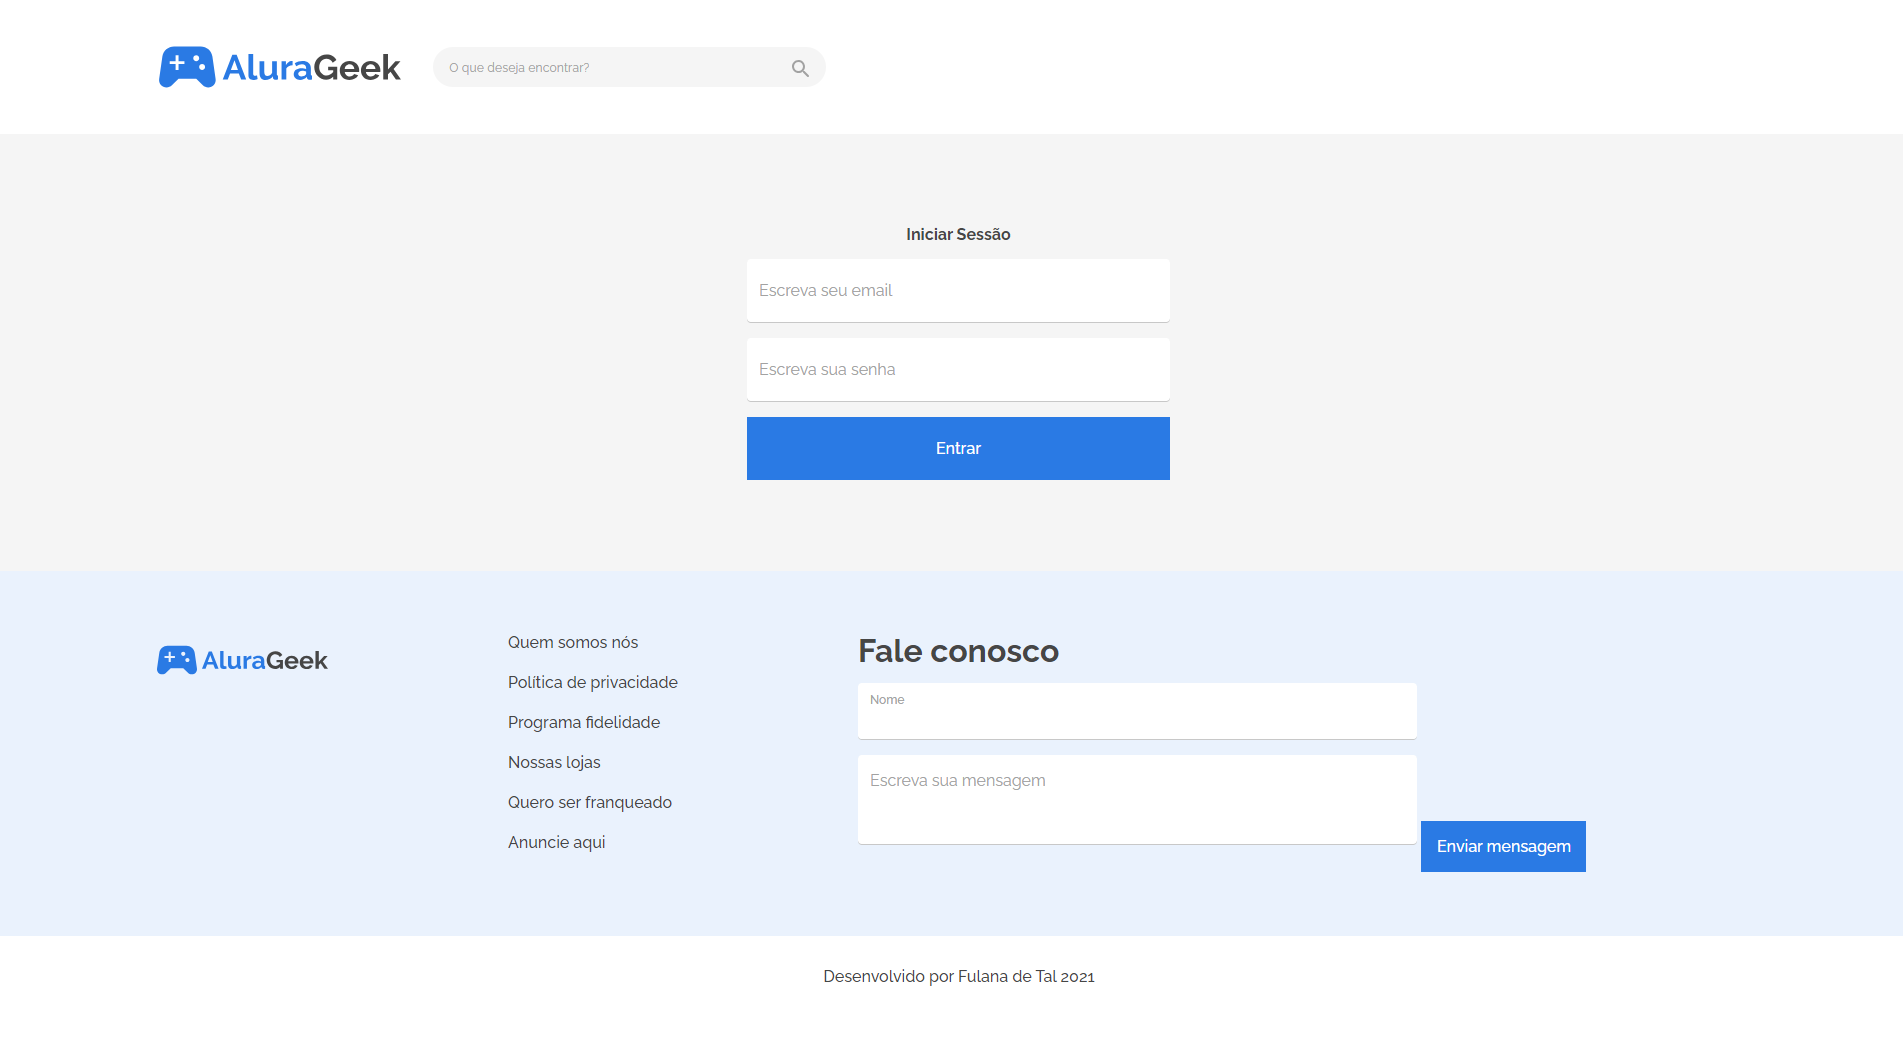 AluraGeek
O que deseja encontrar?
Iniciar Sessão
Escreva seu email
Escreva sua senha
Entrar
AluraGeek
Quem somos nós
Política de privacidade
Programa fidelidade
Nossas lojas
Quero ser franqueado
Anuncie aqui
Fale conosco
Nome
Escreva sua mensagem
Enviar mensagem
Desenvolvido por Fulana de Tal 2021